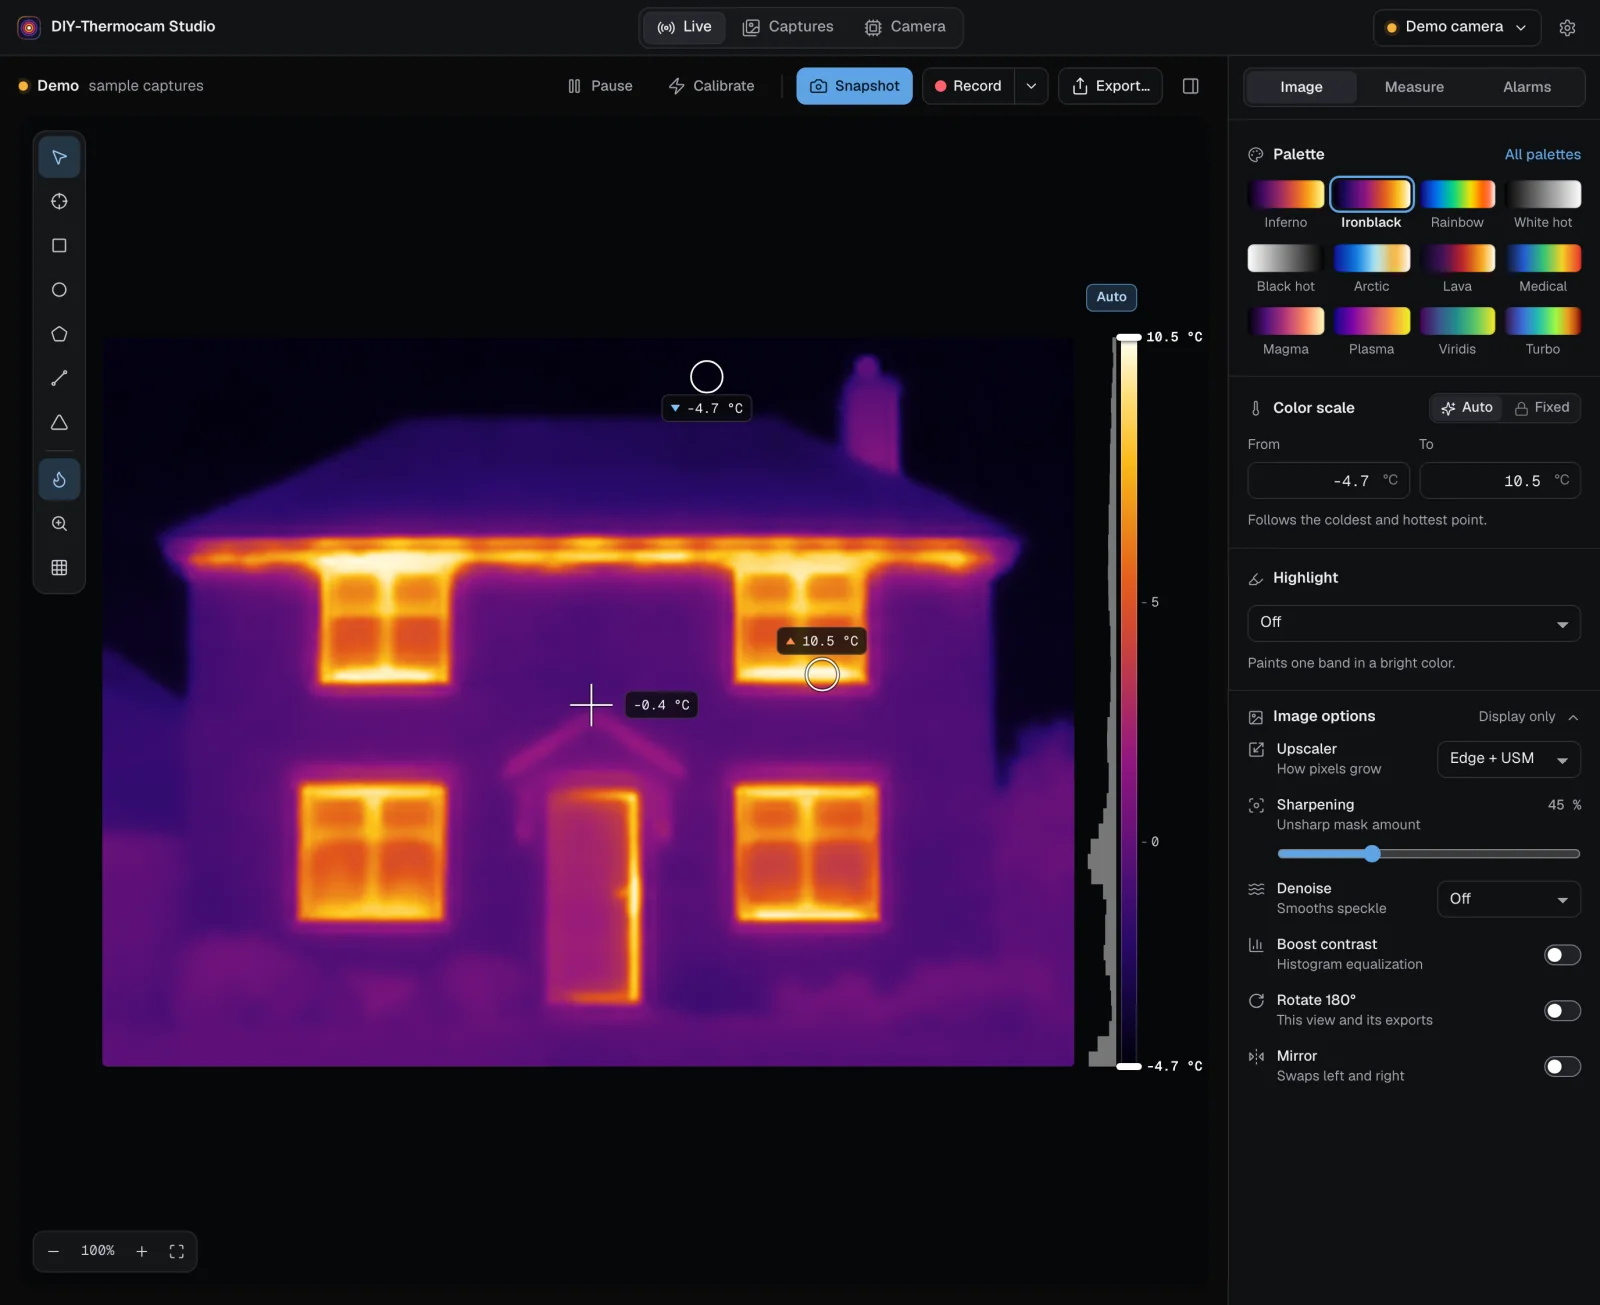 DIY-Thermocam Studio
Live
Captures
Camera
Demo camera
Demo sample captures
Pause
Calibrate
Snapshot
Record
Export...
Image
Measure
Alarms
Palette
All palettes
Inferno
Ironblack
Rainbow
White hot
Black hot
Arctic
Lava
Medical
Magma
Plasma
Viridis
Turbo
Color scale
Auto
Fixed
From
To
-4.7 °C
10.5 °C
Follows the coldest and hottest point.
Highlight
Off
Paints one band in a bright color.
Image options
Display only
Upscaler
How pixels grow
Edge + USM
Sharpening
45 %
Unsharp mask amount
Denoise
Smooths speckle
Off
Boost contrast
Histogram equalization
Rotate 180°
This view and its exports
Mirror
Swaps left and right
Auto
10.5 °C
5
0
-4.7 °C
-4.7 °C
10.5 °C
-0.4 °C
100%